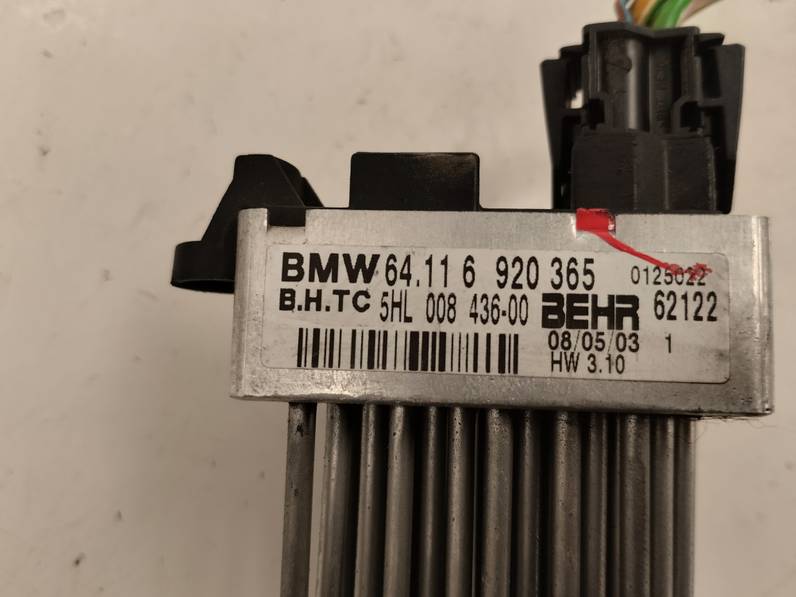 BMW 64.11 6 920 365 0125022
B.H.TC 5HL 008 436-00 BEHR 62122
08/05/03 1
HW 3.10